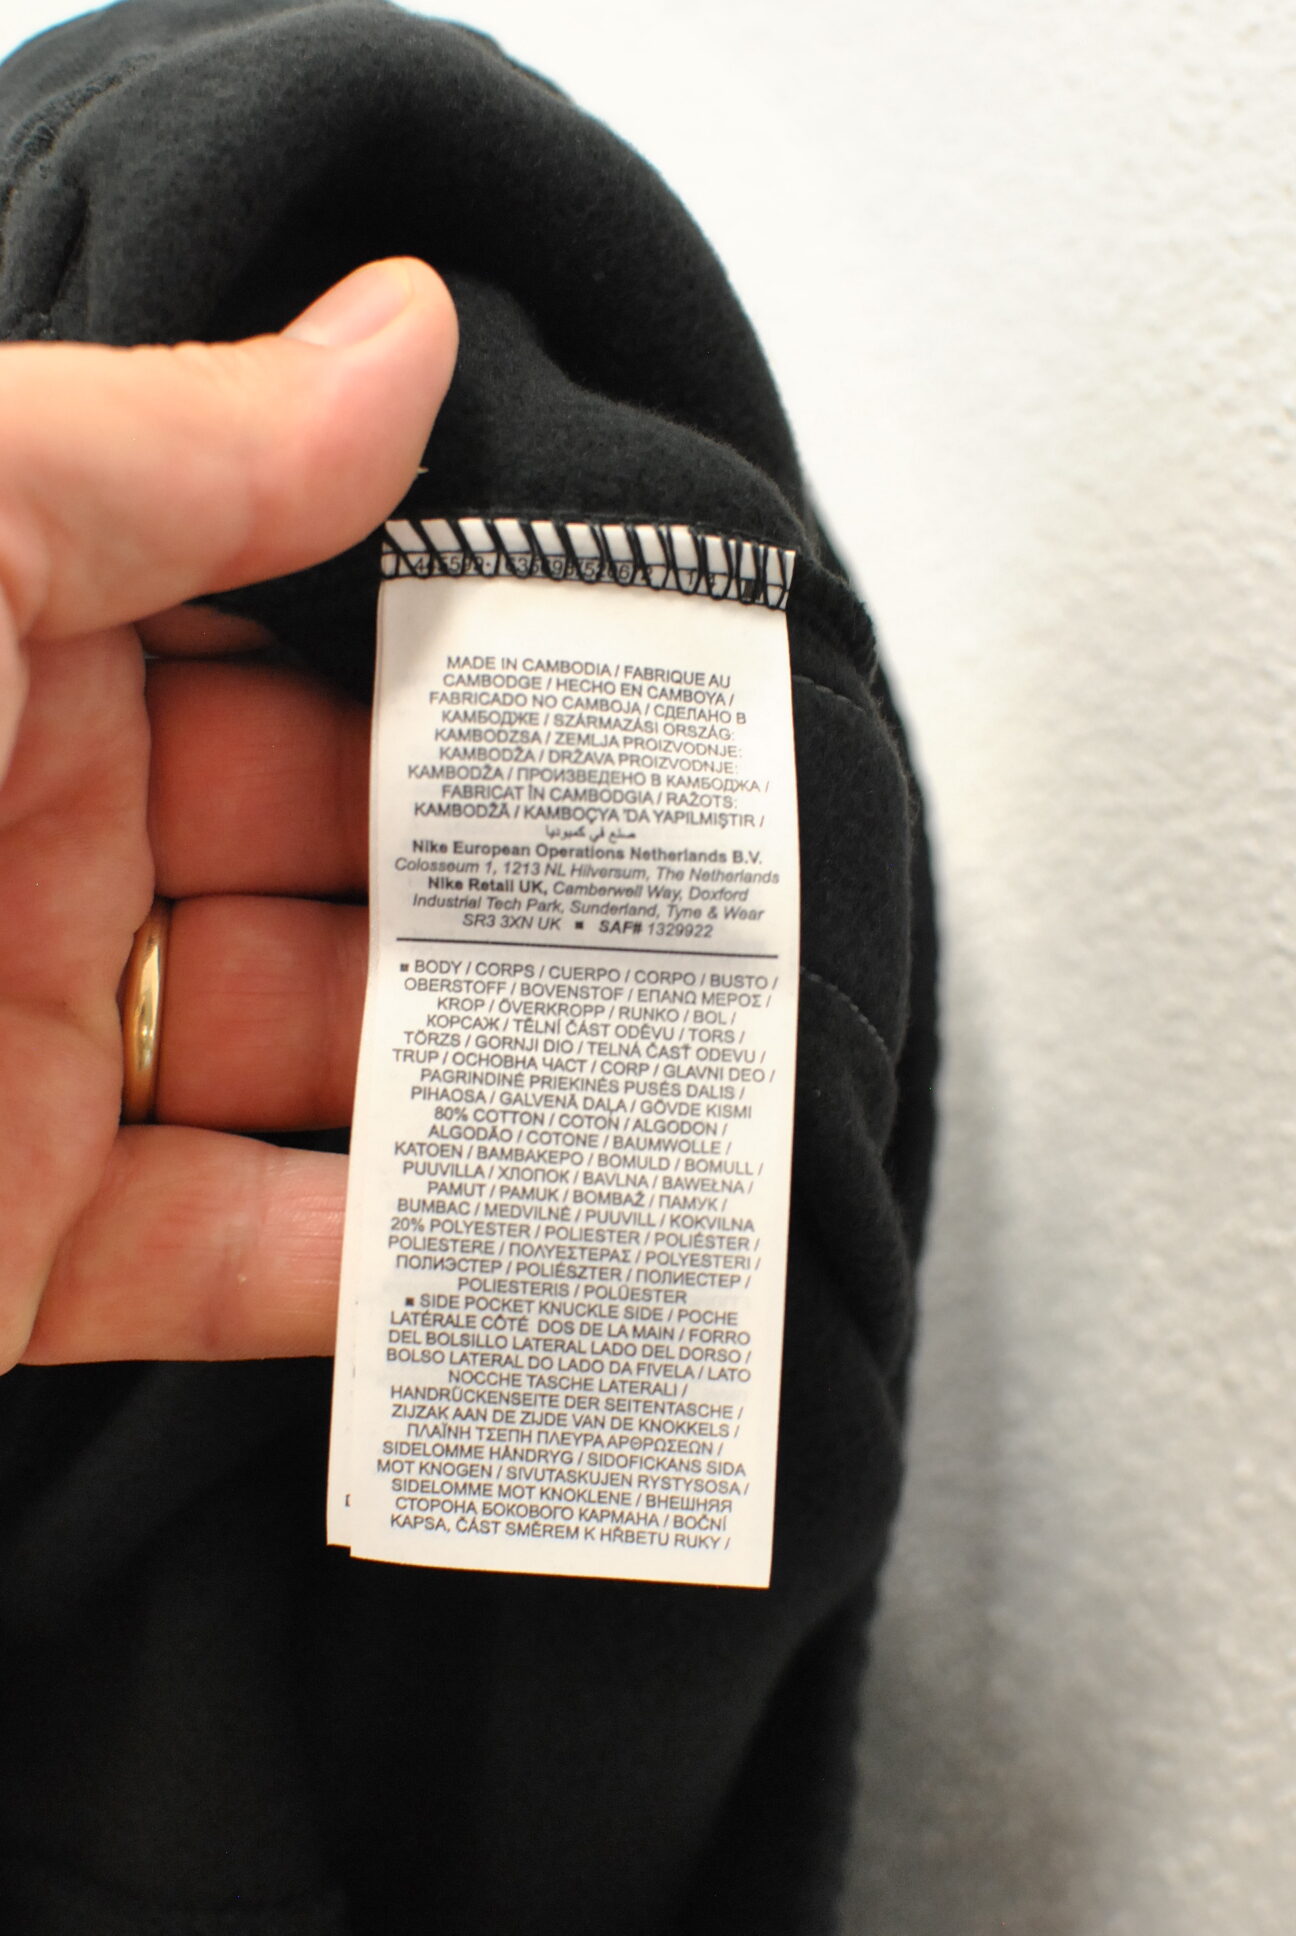 MADE IN CAMBODIA / FABRIQUE AU
CAMBODGE / HECHO EN CAMBOYA /
FABRICADO NO CAMBOJA / СДЕЛАНО В
КАМБОДЖЕ / SZÁRMAZÁSI ORSZÁG:
KAMBODZSA / ZEMLJA PROIZVODNJE:
KAMBODŽA / DRŽAVA PROIZVODNJE:
KAMBODŽA / ПРОИЗВЕДЕНО В КАМБОДЖА /
FABRICAT ÎN CAMBODGIA / RAŽOTS:
KAMBODŽĀ / KAMBOÇYA 'DA YAPILMIŞTIR /
صنع في كمبوديا
Nike European Operations Netherlands B.V.
Colosseum 1, 1213 NL Hilversum, The Netherlands
Nike Retail UK, Camberwell Way, Doxford
Industrial Tech Park, Sunderland, Tyne & Wear
SR3 3XN UK ■ SAF# 1329922
■ BODY / CORPS / CUERPO / CORPO / BUSTO /
OBERSTOFF / BOVENSTOF / ΕΠΑΝΩ ΜΕΡΟΣ /
KROP / ÖVERKROPP / RUNKO / BOL /
КОРСАЖ / TĚLNÍ ČÁST ODĚVU / TORS /
TÖRZS / GORNJI DIO / TELNÁ ČASŤ ODEVU /
TRUP / ОСНОВНА ЧАСТ / CORP / GLAVNI DEO /
PAGRINDINĖ PRIEKINĖS PUSĖS DALIS /
PIHAOSA / GALVENĀ DAĻA / GÖVDE KISMI
80% COTTON / COTON / ALGODON /
ALGODÃO / COTONE / BAUMWOLLE /
KATOEN / ΒΑΜΒΑΚΕΡΟ / BOMULD / BOMULL /
PUUVILLA / ХЛОПОК / BAVLNA / BAWEŁNA /
PAMUT / PAMUK / BOMBAŽ / ПАМУК /
BUMBAC / MEDVILNĖ / PUUVILL / KOKVILNA
20% POLYESTER / POLIESTER / POLIÉSTER /
POLIESTERE / ΠΟΛΥΕΣΤΕΡΑΣ / POLYESTERI /
ПОЛИЭСТЕР / POLIÉSZTER / ПОЛИЕСТЕР /
POLIESTERIS / POLÜESTER
■ SIDE POCKET KNUCKLE SIDE / POCHE
LATÉRALE CÔTÉ DOS DE LA MAIN / FORRO
DEL BOLSILLO LATERAL LADO DEL DORSO /
BOLSO LATERAL DO LADO DA FIVELA / LATO
NOCCHE TASCHE LATERALI /
HANDRÜCKENSEITE DER SEITENTASCHE /
ZIJZAK AAN DE ZIJDE VAN DE KNOKKELS /
ΠΛΑΪΝΗ ΤΣΕΠΗ ΠΛΕΥΡΑ ΑΡΘΡΩΣΕΩΝ /
SIDELOMME HÅNDRYG / SIDOFICKANS SIDA
MOT KNOGEN / SIVUTASKUJEN RYSTYSOSA /
SIDELOMME MOT KNOKLENE / ВНЕШНЯЯ
СТОРОНА БОКОВОГО КАРМАНА / BOČNÍ
KAPSA, ČÁST SMĚREM K HŘBETU RUKY /